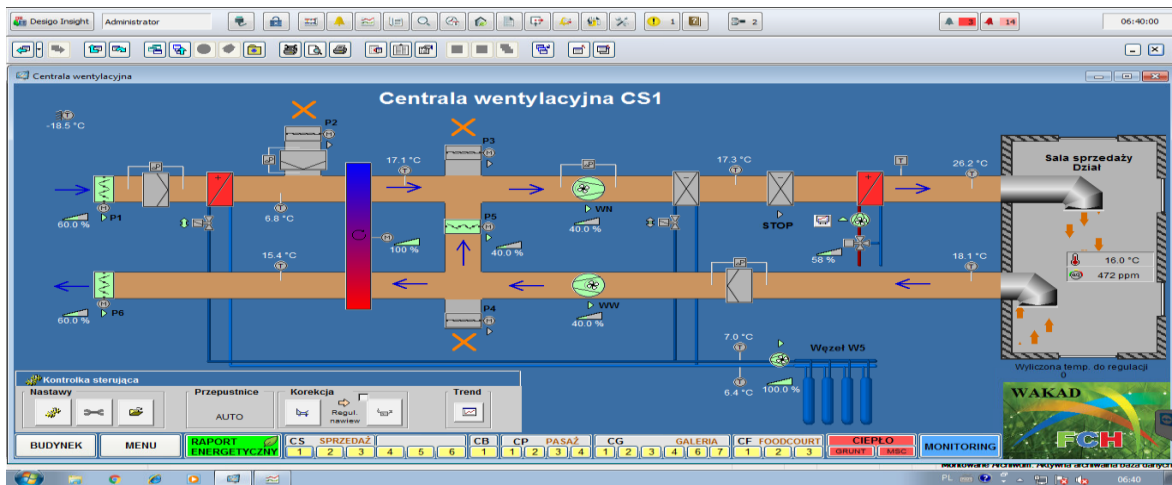 Desigo Insight
Administrator
1
2
3
14
06:40:00
Centrala wentylacyjna
Centrala wentylacyjna CS1
-18.5 °C
P2
P3
17.1 °C
17.3 °C
26.2 °C
Sala sprzedaży
Dział
P1
60.0 %
6.8 °C
WN
40.0 %
STOP
P5
40.0 %
100 %
15.4 °C
58 %
18.1 °C
16.0 °C
472 ppm
P6
60.0 %
P4
WW
40.0 %
7.0 °C
Węzeł W5
6.4 °C
100.0 %
Wyliczona temp. do regulacji
0
Kontrolka sterująca
Nastawy
Przepustnice
Korekcja
Trend
AUTO
Regul.
nawiew
WAKAD
FCH
BUDYNEK
MENU
RAPORT
ENERGETYCZNY
CS SPRZEDAŻ
1 2 3 4 5 6
CB
1
CP PASAŻ
1 2 3 4
CG GALERIA
1 2 3 4 6 7
CF FOODCOURT
1 2 3
CIEPŁO
GRUNT MSC
MONITORING
PL
06:40